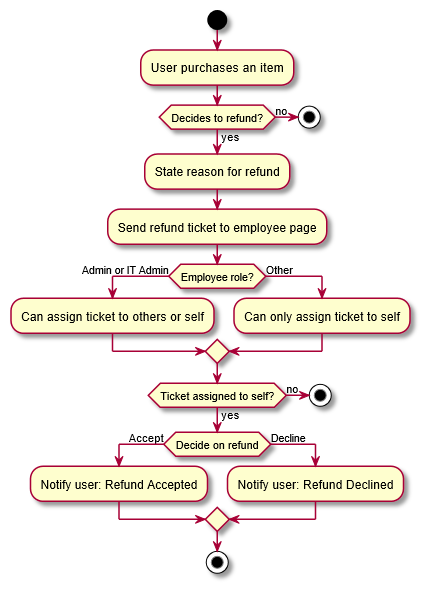 User purchases an item
Decides to refund?
no
yes
State reason for refund
Send refund ticket to employee page
Admin or IT Admin
Employee role?
Other
Can assign ticket to others or self
Can only assign ticket to self
Ticket assigned to self?
no
yes
Accept
Decide on refund
Decline
Notify user: Refund Accepted
Notify user: Refund Declined